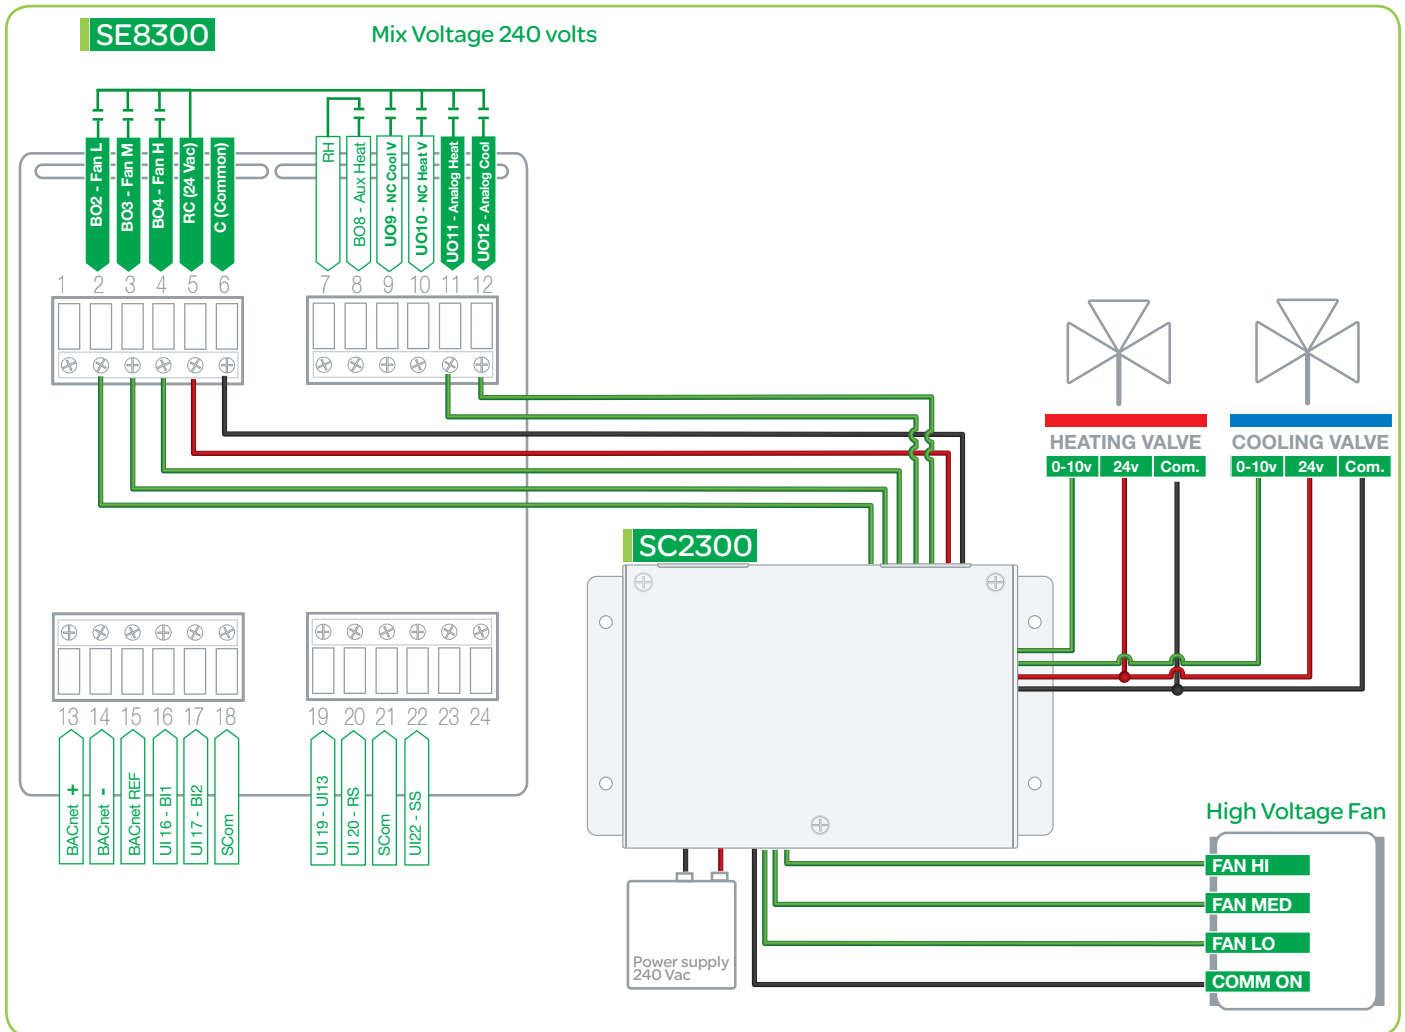 SE8300
Mix Voltage 240 volts
BO2 - Fan L
BO3 - Fan M
BO4 - Fan H
RC (24 Vac)
C (Common)
RH
BO8 - Aux Heat
UO9 - NC Cool V
UO10 - NC Heat V
UO11 - Analog Heat
UO12 - Analog Cool
1 2 3 4 5 6
7 8 9 10 11 12
HEATING VALVE
0-10v 24v Com.
COOLING VALVE
0-10v 24v Com.
SC2300
13 14 15 16 17 18
19 20 21 22 23 24
BACnet +
BACnet -
BACnet REF
UI 16 - BI1
UI 17 - BI2
SCom
UI 19 - UI13
UI 20 - RS
SCom
UI22 - SS
High Voltage Fan
FAN HI
FAN MED
FAN LO
COMM ON
Power supply
240 Vac